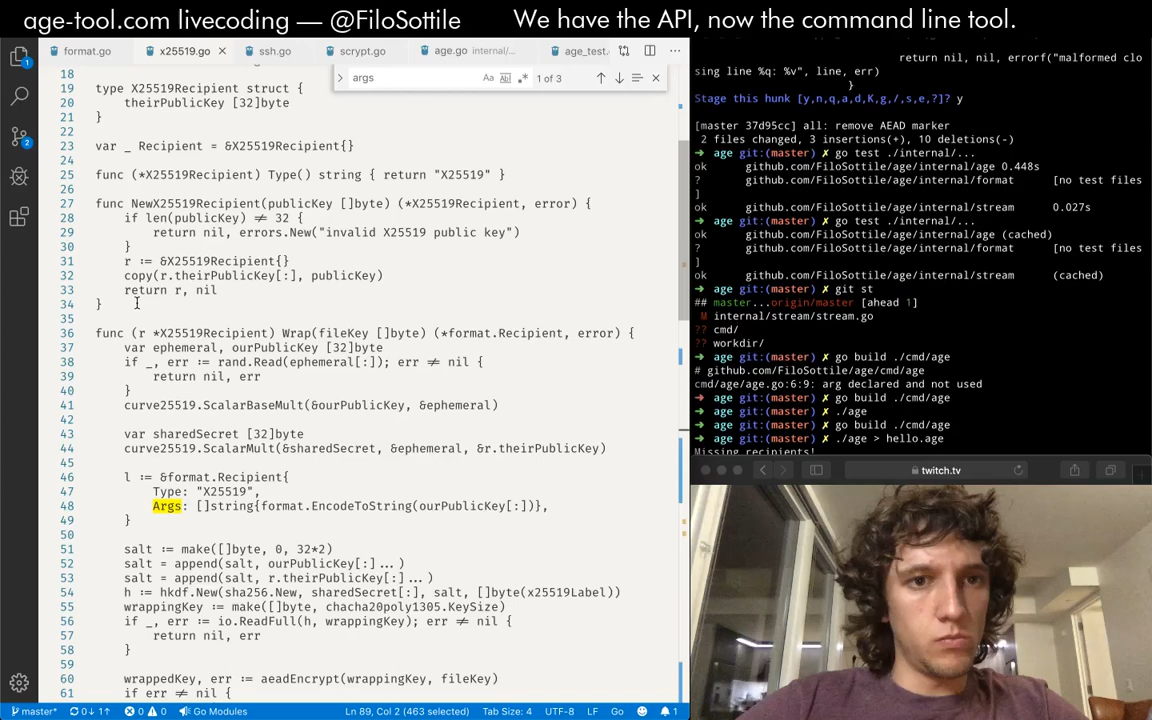 age-tool.com livecoding — @FiloSottile
We have the API, now the command line tool.
format.go
x25519.go
ssh.go
scrypt.go
age.go internal/...
age_test.
args
1 of 3
18
19 type X25519Recipient struct {
20 theirPublicKey [32]byte
21 }
22
23 var _ Recipient = &X25519Recipient{}
24
25 func (*X25519Recipient) Type() string { return "X25519" }
26
27 func NewX25519Recipient(publicKey []byte) (*X25519Recipient, error) {
28 if len(publicKey) ≠ 32 {
29 return nil, errors.New("invalid X25519 public key")
30 }
31 r := &X25519Recipient{}
32 copy(r.theirPublicKey[:], publicKey)
33 return r, nil
34 }
35
36 func (r *X25519Recipient) Wrap(fileKey []byte) (*format.Recipient, error) {
37 var ephemeral, ourPublicKey [32]byte
38 if _, err := rand.Read(ephemeral[:]); err ≠ nil {
39 return nil, err
40 }
41 curve25519.ScalarBaseMult(&ourPublicKey, &ephemeral)
42
43 var sharedSecret [32]byte
44 curve25519.ScalarMult(&sharedSecret, &ephemeral, &r.theirPublicKey)
45
46 l := &format.Recipient{
47 Type: "X25519",
48 Args: []string{format.EncodeToString(ourPublicKey[:])},
49 }
50
51 salt := make([]byte, 0, 32*2)
52 salt = append(salt, ourPublicKey[:]...)
53 salt = append(salt, r.theirPublicKey[:]...)
54 h := hkdf.New(sha256.New, sharedSecret[:], salt, []byte(x25519Label))
55 wrappingKey := make([]byte, chacha20poly1305.KeySize)
56 if _, err := io.ReadFull(h, wrappingKey); err ≠ nil {
57 return nil, err
58 }
59
60 wrappedKey, err := aeadEncrypt(wrappingKey, fileKey)
61 if err ≠ nil {
master* 0↓ 1↑ 0 0 Go Modules Ln 89, Col 2 (463 selected) Tab Size: 4 UTF-8 LF Go 1
return nil, nil, errorf("malformed clo
sing line %q: %v", line, err)
}
Stage this hunk [y,n,q,a,d,K,g,/,s,e,?]? y
[master 37d95cc] all: remove AEAD marker
2 files changed, 3 insertions(+), 10 deletions(-)
➜ age git:(master) ✗ go test ./internal/...
ok github.com/FiloSottile/age/internal/age 0.448s
? github.com/FiloSottile/age/internal/format [no test files
]
ok github.com/FiloSottile/age/internal/stream 0.027s
➜ age git:(master) ✗ go test ./internal/...
ok github.com/FiloSottile/age/internal/age (cached)
? github.com/FiloSottile/age/internal/format [no test files
]
ok github.com/FiloSottile/age/internal/stream (cached)
➜ age git:(master) ✗ git st
## master...origin/master [ahead 1]
M internal/stream/stream.go
?? cmd/
?? workdir/
➜ age git:(master) ✗ go build ./cmd/age
# github.com/FiloSottile/age/cmd/age
cmd/age/age.go:6:9: arg declared and not used
➜ age git:(master) ✗ go build ./cmd/age
➜ age git:(master) ✗ ./age
➜ age git:(master) ✗ go build ./cmd/age
➜ age git:(master) ✗ ./age > hello.age
Missing recipients!
twitch.tv